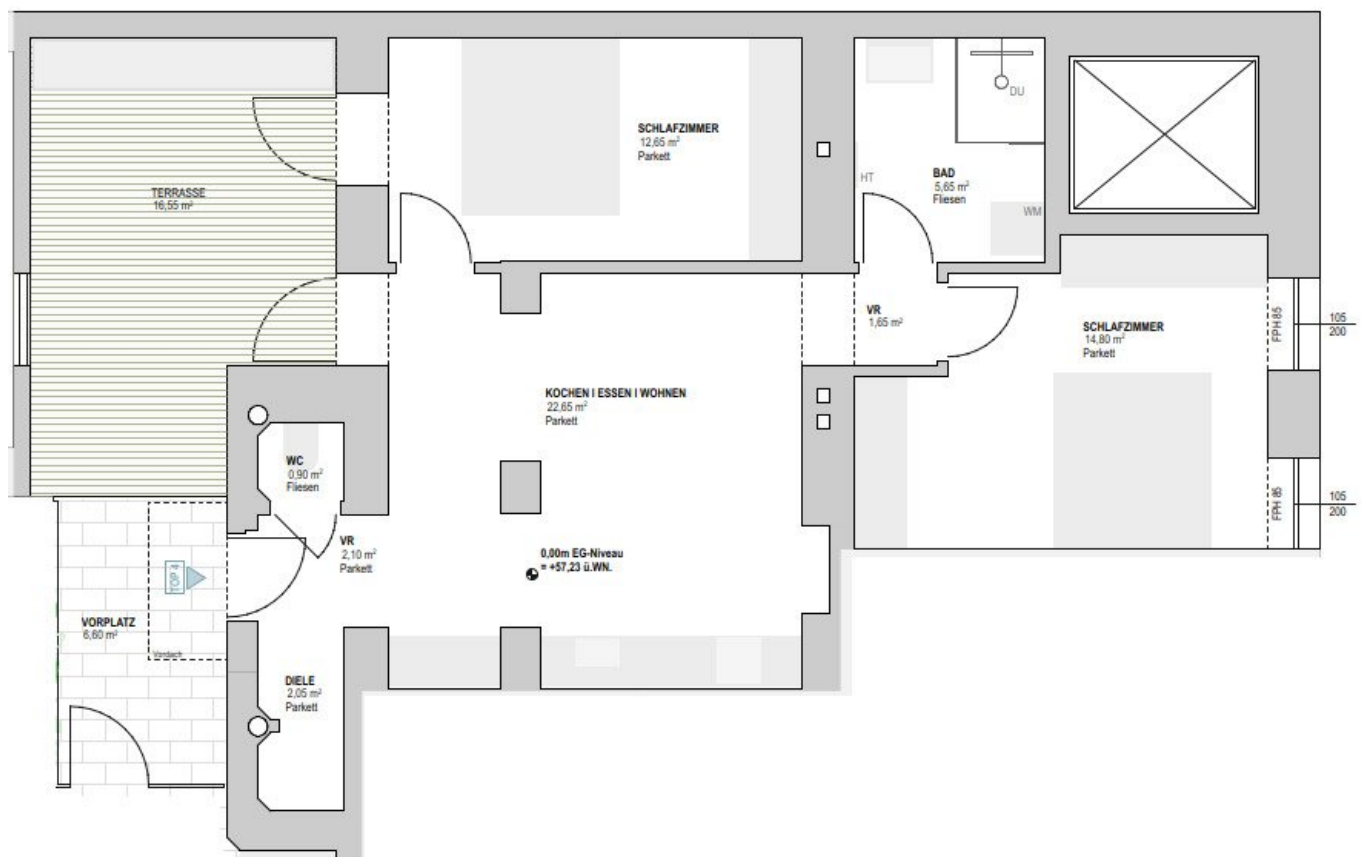 SCHLAFZIMMER
12,65 m²
Parkett
DU
HT
BAD
5,65 m²
Fliesen
WM
TERRASSE
16,55 m²
VR
1,65 m²
SCHLAFZIMMER
14,80 m²
Parkett
FPH 85
105
200
KOCHEN I ESSEN I WOHNEN
22,65 m²
Parkett
WC
0,90 m²
Fliesen
FPH 85
105
200
VR
2,10 m²
Parkett
0,00m EG-Niveau
= +57,23 ü.WN.
TOP 4
VORPLATZ
6,60 m²
Vordach
DIELE
2,05 m²
Parkett